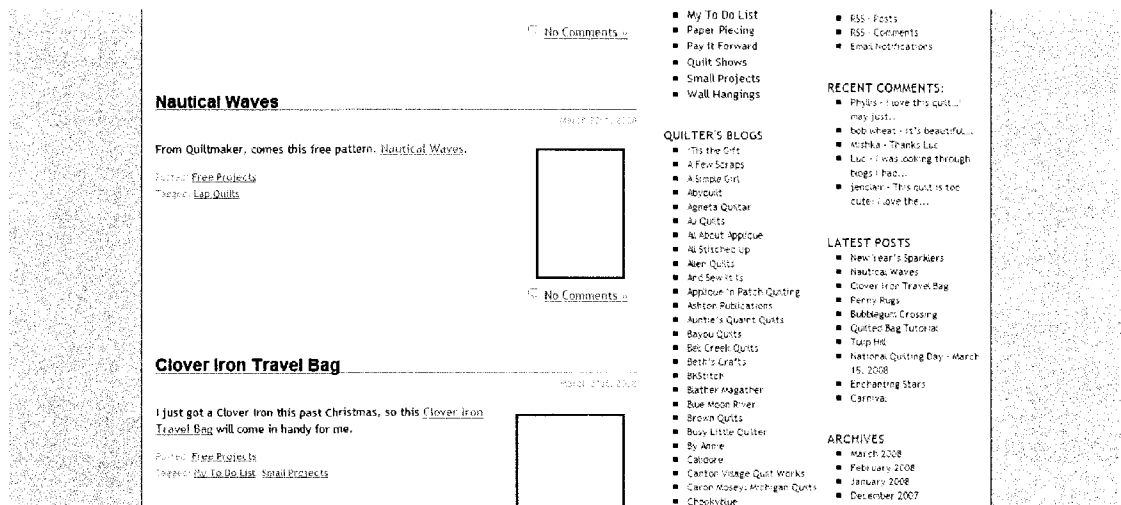 No Comments »
Nautical Waves
From Quiltmaker, comes this free pattern. Nautical Waves.
Posted: Free Projects
Tagged: Lap Quilts
No Comments »
Clover Iron Travel Bag
I just got a Clover Iron this past Christmas, so this Clover Iron
Travel Bag will come in handy for me.
Posted: Free Projects
Tagged: My To Do List, Small Projects
My To Do List
Paper Piecing
Pay It Forward
Quilt Shows
Small Projects
Wall Hangings
QUILTER'S BLOGS
'Tis the Gift
A Few Scraps
A Simple Girl
Abyquilt
Agneta Quiltar
AJ Quilts
All About Applique
All Stitched Up
Allen Quilts
And Sew It Is
Applique 'n Patch Quilting
Ashton Publications
Auntie's Quaint Quilts
Bayou Quilts
Bek Creek Quilts
Beth's Crafts
BKStitch
Blather Magather
Blue Moon River
Brown Quilts
Busy Little Quilter
By Annie
Calidore
Canton Village Quilt Works
Caron Mosey: Michigan Quilts
Cheekyblue
RSS - Posts
RSS - Comments
Email Notifications
RECENT COMMENTS:
Phyllis - I love this quilt...I
may just...
bob wheat - It's beautiful...
Mishka - Thanks Luc
Luc - I was looking through
blogs I had...
jenclair - This quilt is too
cute! I love the...
LATEST POSTS
New Year's Sparklers
Nautical Waves
Clover Iron Travel Bag
Penny Rugs
Bubblegum Crossing
Quilted Bag Tutorial
Tulip Hill
National Quilting Day - March
15, 2008
Enchanting Stars
Carnival
ARCHIVES
March 2008
February 2008
January 2008
December 2007